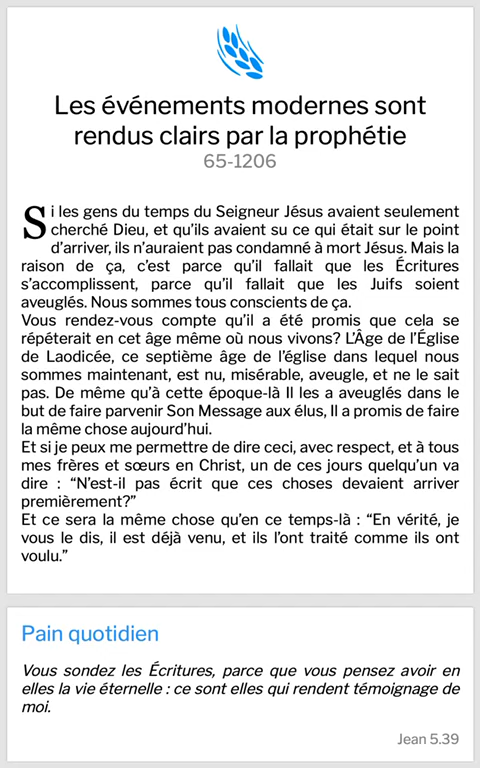 Les événements modernes sont
rendus clairs par la prophétie
65-1206
Si les gens du temps du Seigneur Jésus avaient seulement
cherché Dieu, et qu’ils avaient su ce qui était sur le point
d’arriver, ils n’auraient pas condamné à mort Jésus. Mais la
raison de ça, c’est parce qu’il fallait que les Écritures
s’accomplissent, parce qu’il fallait que les Juifs soient
aveuglés. Nous sommes tous conscients de ça.
Vous rendez-vous compte qu’il a été promis que cela se
répéterait en cet âge même où nous vivons? L’Âge de l’Église
de Laodicée, ce septième âge de l’église dans lequel nous
sommes maintenant, est nu, misérable, aveugle, et ne le sait
pas. De même qu’à cette époque-là Il les a aveuglés dans le
but de faire parvenir Son Message aux élus, Il a promis de faire
la même chose aujourd’hui.
Et si je peux me permettre de dire ceci, avec respect, et à tous
mes frères et sœurs en Christ, un de ces jours quelqu’un va
dire : “N’est-il pas écrit que ces choses devaient arriver
premièrement?”
Et ce sera la même chose qu’en ce temps-là : “En vérité, je
vous le dis, il est déjà venu, et ils l’ont traité comme ils ont
voulu.”
Pain quotidien
Vous sondez les Écritures, parce que vous pensez avoir en
elles la vie éternelle : ce sont elles qui rendent témoignage de
moi.
Jean 5.39